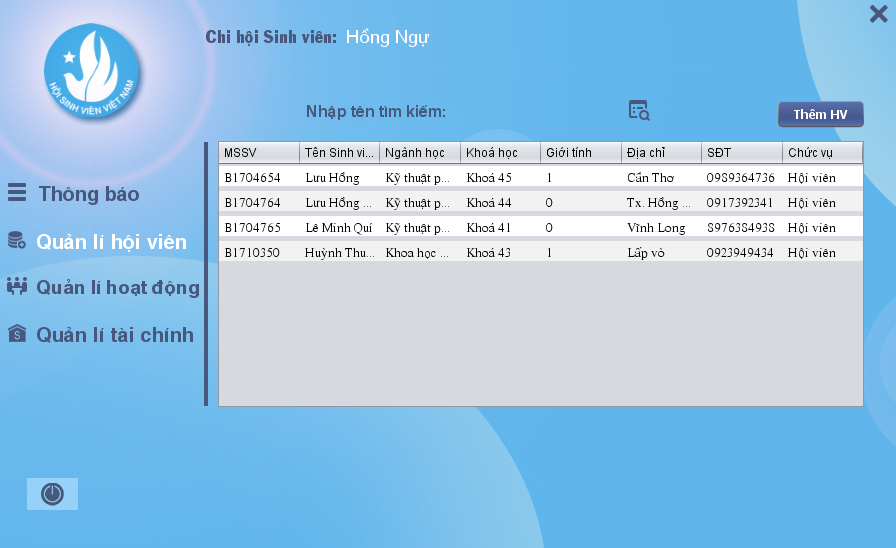 Chi hội Sinh viên: Hồng Ngự
HỘI SINH VIÊN VIỆT NAM
Nhập tên tìm kiếm:
Thêm HV
MSSV Tên Sinh vi... Ngành học Khoá học Giới tính Địa chỉ SĐT Chức vụ
B1704654 Lưu Hồng Kỹ thuật p... Khoá 45 1 Cần Thơ 0989364736 Hội viên
B1704764 Lưu Hồng ... Kỹ thuật p... Khoá 44 0 Tx. Hồng ... 0917392341 Hội viên
B1704765 Lê Minh Quí Kỹ thuật p... Khoá 41 0 Vĩnh Long 8976384938 Hội viên
B1710350 Huỳnh Thu... Khoa học ... Khoá 43 1 Lấp vò 0923949434 Hội viên
Thông báo
Quản lí hội viên
Quản lí hoạt động
Quản lí tài chính